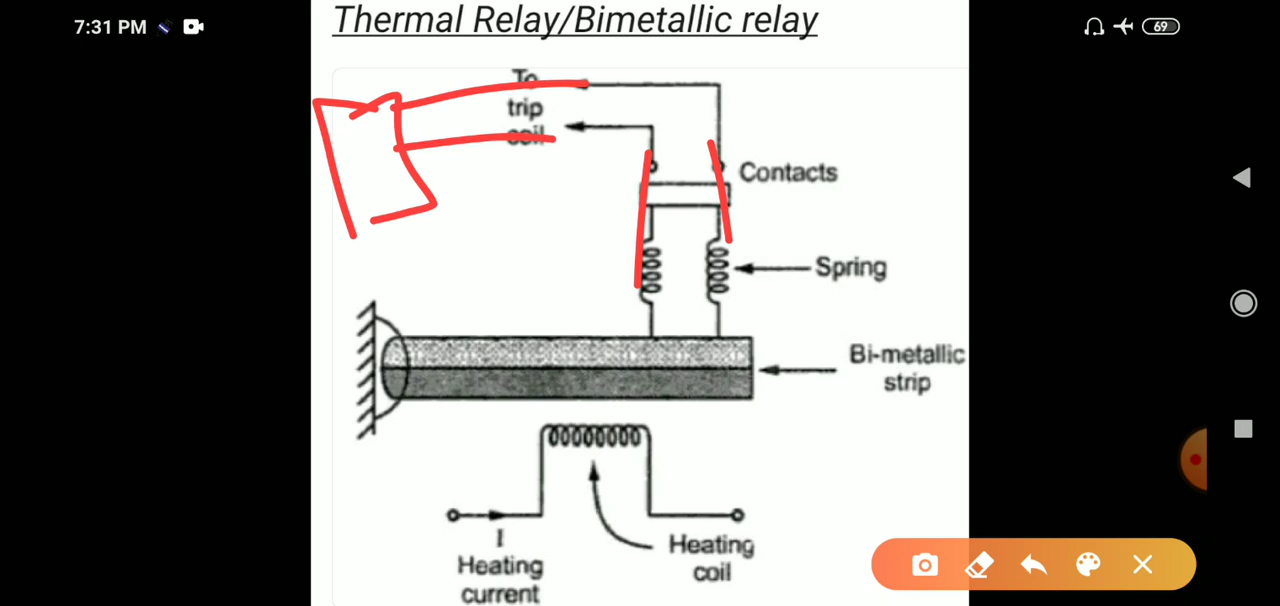 7:31 PM
69
Thermal Relay/Bimetallic relay
To
trip
coil
Contacts
Spring
Bi-metallic
strip
I
Heating
current
Heating
coil